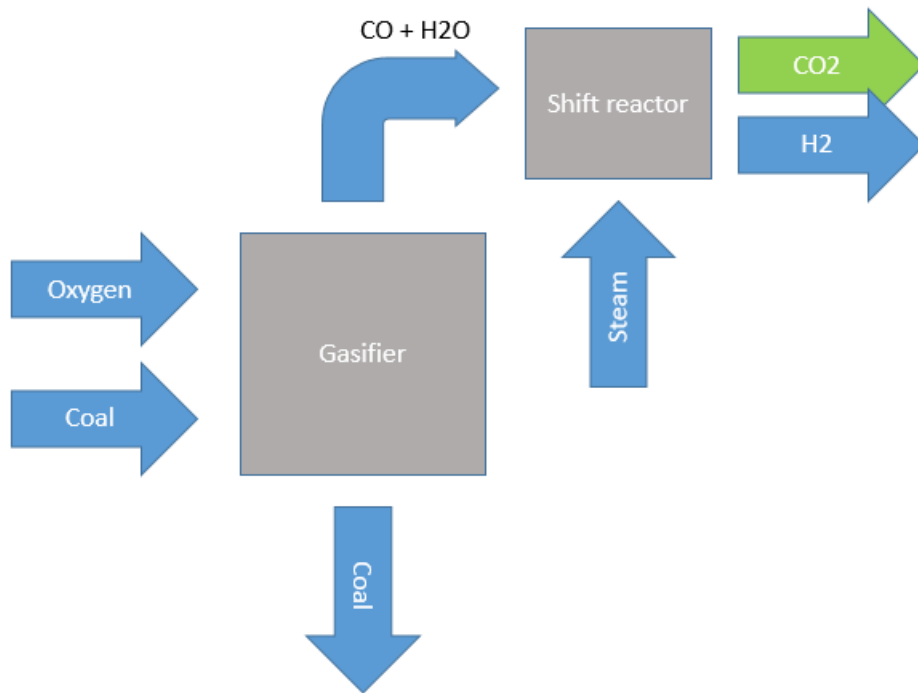 CO + H2O
Shift reactor
CO2
H2
Oxygen
Gasifier
Steam
Coal
Coal